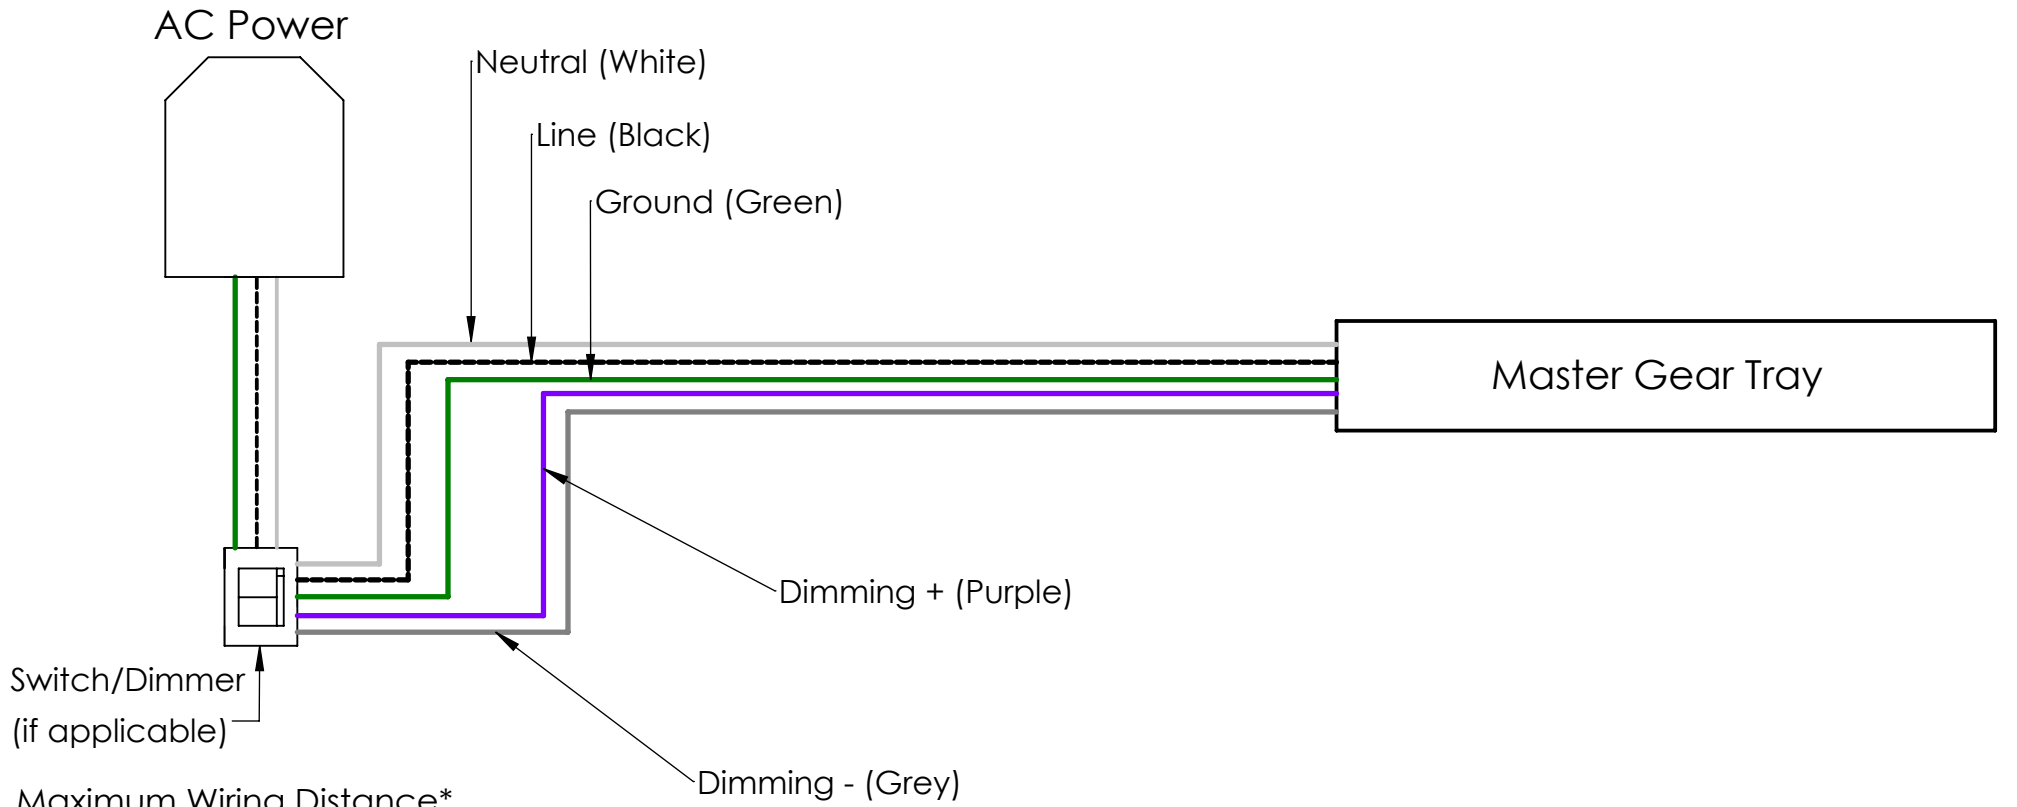 AC Power
Neutral (White)
Line (Black)
Ground (Green)
Master Gear Tray
Dimming + (Purple)
Switch/Dimmer
(if applicable)
Dimming - (Grey)
Maximum Wiring Distance*